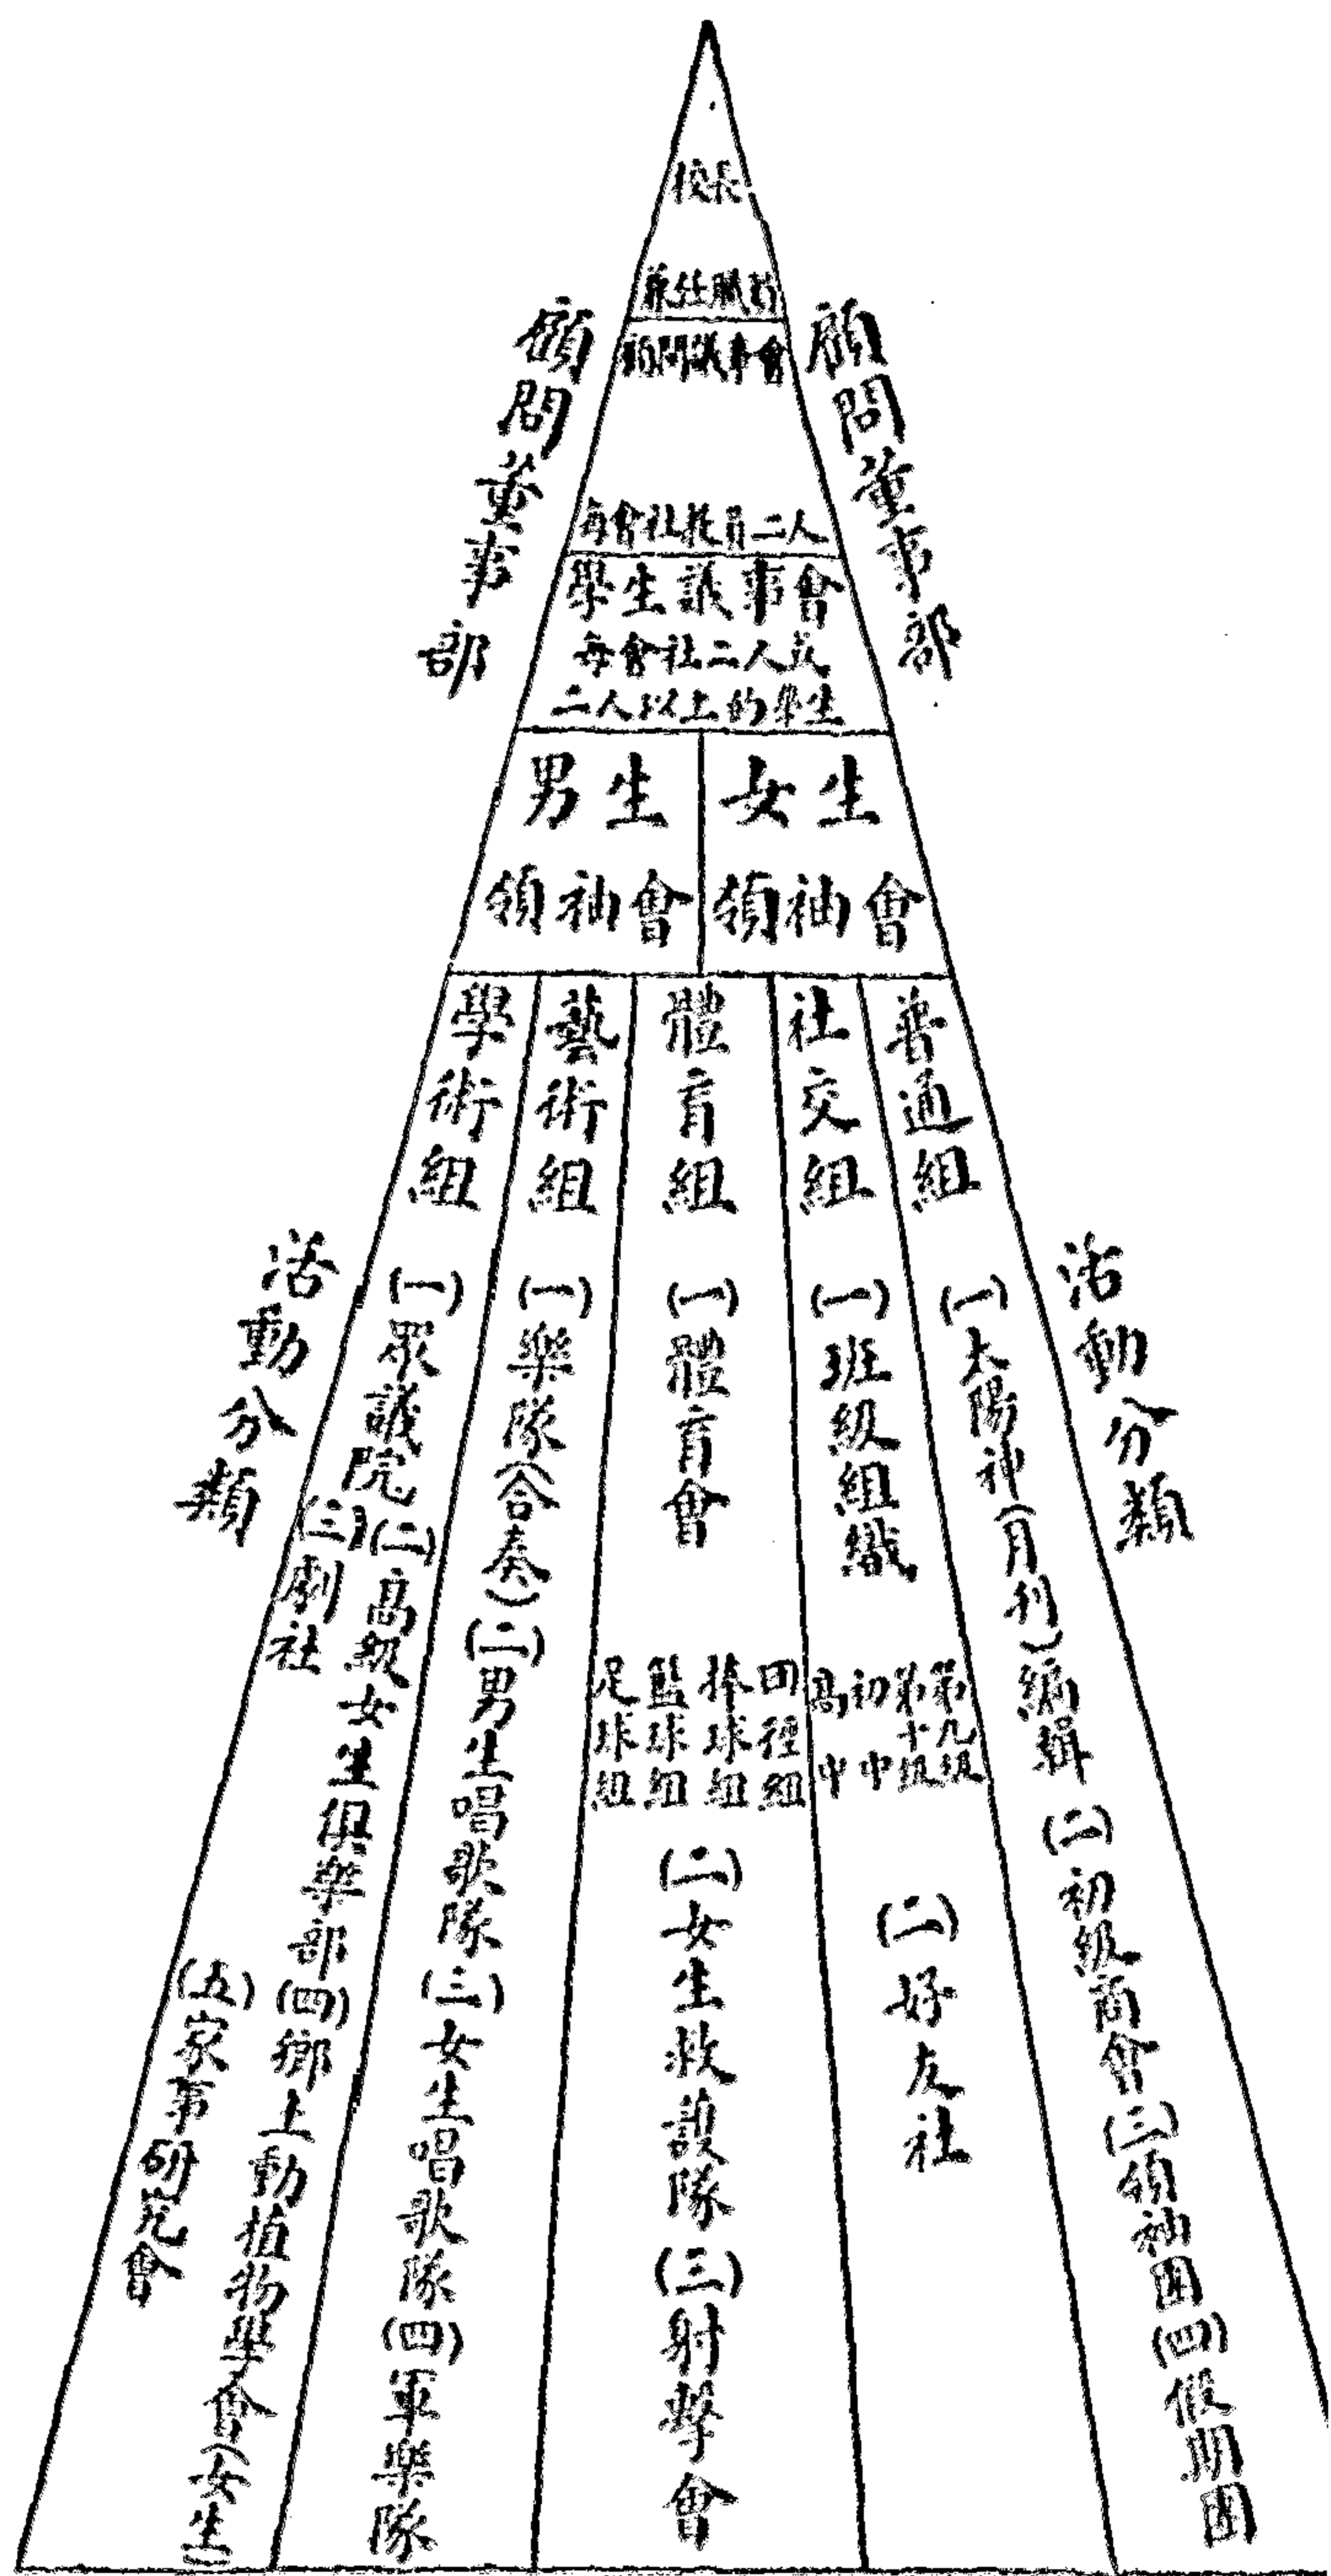 校長
兼任職務
顧問議事會
每會社教員二人
學生議事會
每會社二人或
二人以上的學生
顧問董事部
顧問董事部
男生
領袖會
女生
領袖會
活動分類
活動分類
學術組
(一)眾議院(二)高級女生俱樂部(四)鄉土動植物學會(女生)
(三)劇社
(五)家事研究會
藝術組
(一)樂隊(合奏)(二)男生唱歌隊(三)女生唱歌隊(四)軍樂隊
體育組
(一)體育會
足球組
籃球組
棒球組
田徑組
(二)女生救護隊(三)射擊會
社交組
(一)班級組織
高中
初中
第十級
第九級
(二)好友社
普通組
(一)太陽神(月刊)編輯(二)初級商會(三)領袖團(四)假期團